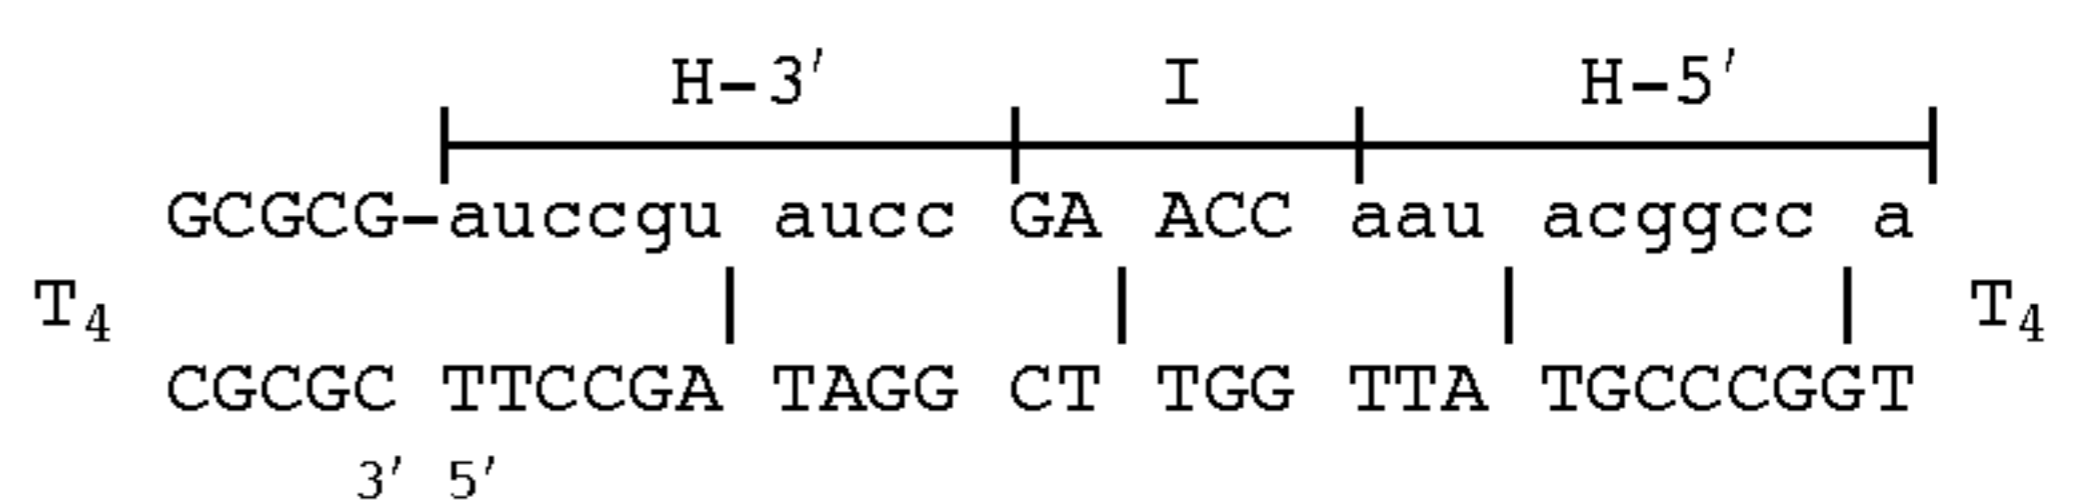 H-3′ I H-5′
GCGCG-auccgu aucc GA ACC aau acggcc a
T₄ T₄
CGCGC TTCCGA TAGG CT TGG TTA TGCCCGGT
3′ 5′